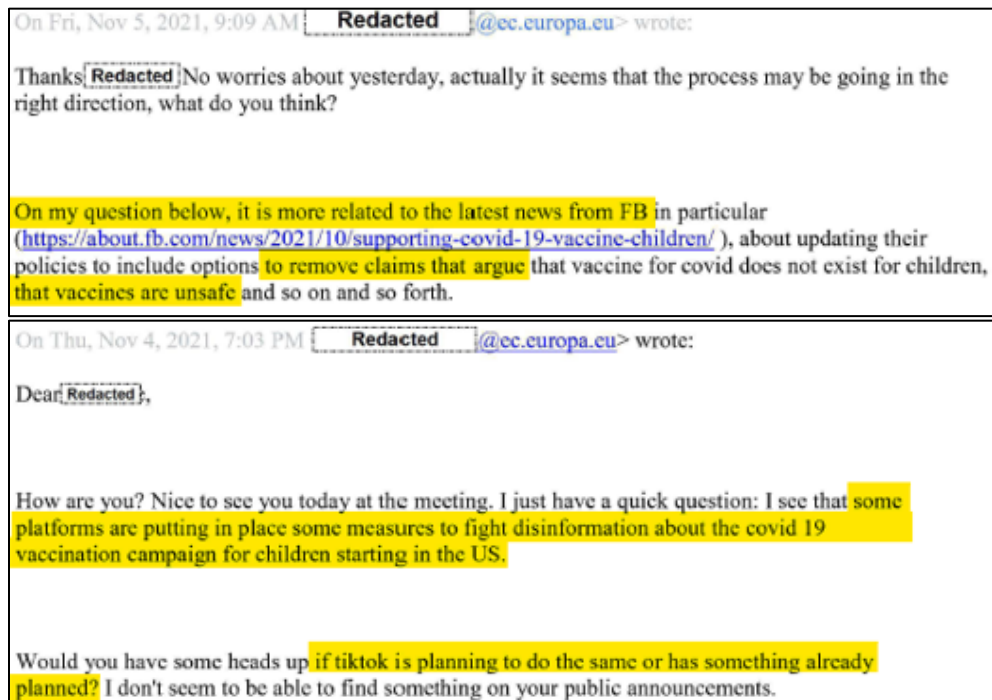 On Fri, Nov 5, 2021, 9:09 AM Redacted @ec.europa.eu> wrote:
Thanks Redacted No worries about yesterday, actually it seems that the process may be going in the
right direction, what do you think?
On my question below, it is more related to the latest news from FB in particular
(https://about.fb.com/news/2021/10/supporting-covid-19-vaccine-children/ ), about updating their
policies to include options to remove claims that argue that vaccine for covid does not exist for children,
that vaccines are unsafe and so on and so forth.
On Thu, Nov 4, 2021, 7:03 PM Redacted @ec.europa.eu> wrote:
Dear Redacted ,
How are you? Nice to see you today at the meeting. I just have a quick question: I see that some
platforms are putting in place some measures to fight disinformation about the covid 19
vaccination campaign for children starting in the US.
Would you have some heads up if tiktok is planning to do the same or has something already
planned? I don't seem to be able to find something on your public announcements.